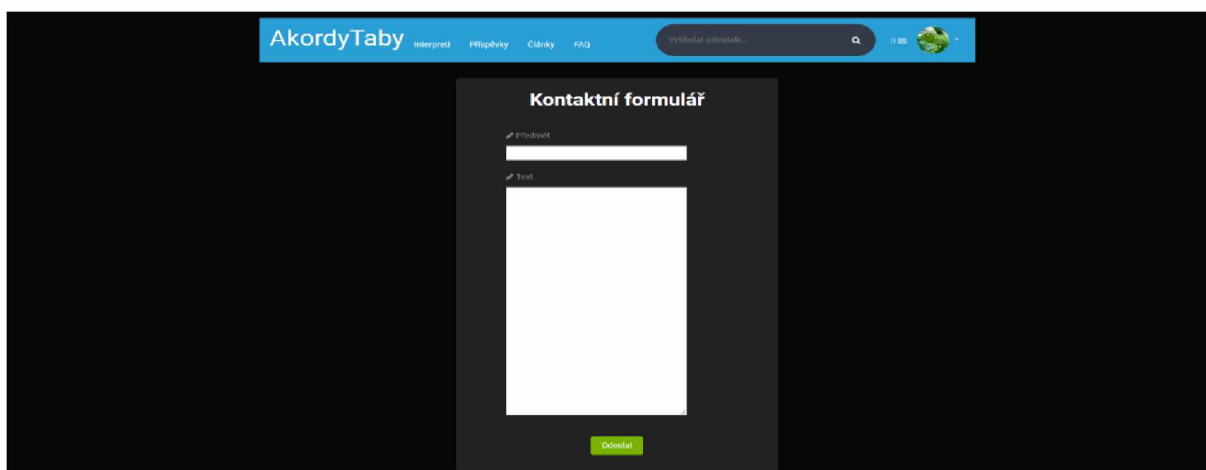 AkordyTaby Interpreti Příspěvky Články FAQ Vyhledat uživatele... 0
Kontaktní formulář
Předmět
Text
Odeslat